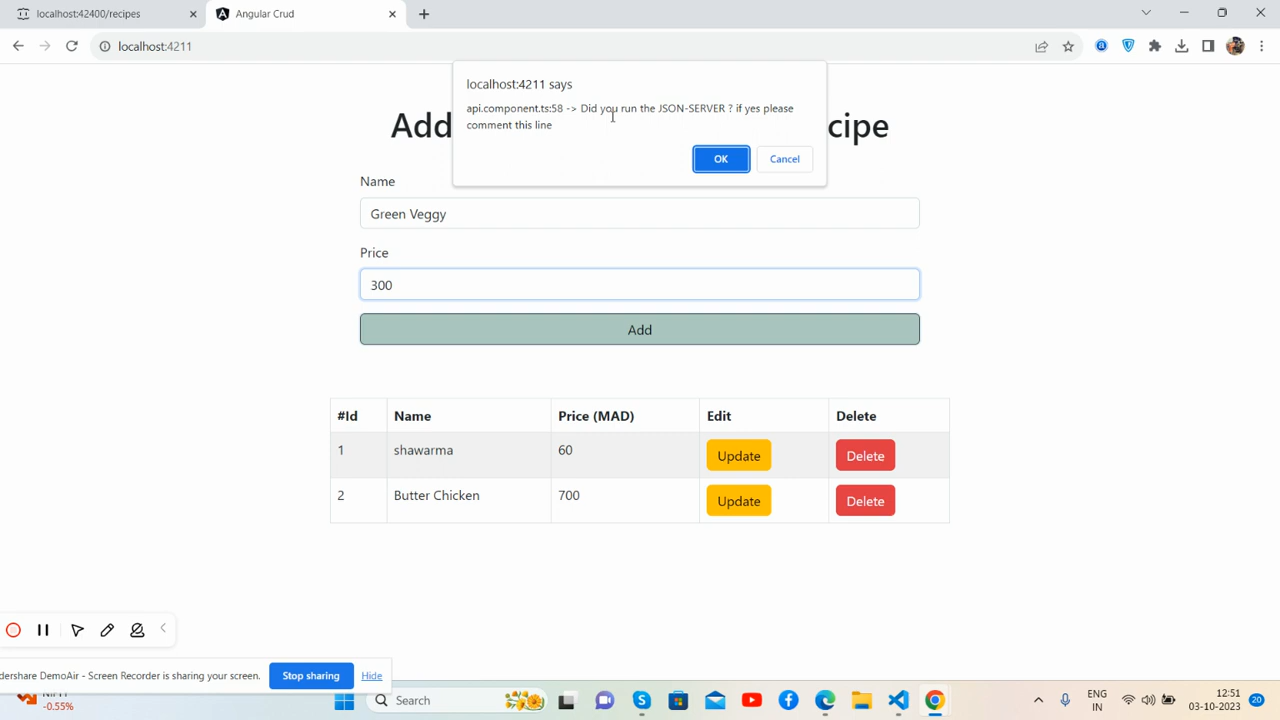 localhost:42400/recipes
Angular Crud
localhost:4211
localhost:4211 says
api.component.ts:58 -> Did you run the JSON-SERVER ? if yes please
comment this line
OK
Cancel
Add
cipe
Name
Green Veggy
Price
300
Add
#Id Name Price (MAD) Edit Delete
1 shawarma 60 Update Delete
2 Butter Chicken 700 Update Delete
dershare DemoAir - Screen Recorder is sharing your screen.
Stop sharing
Hide
-0.55%
Search
ENG
IN
12:51
03-10-2023
20